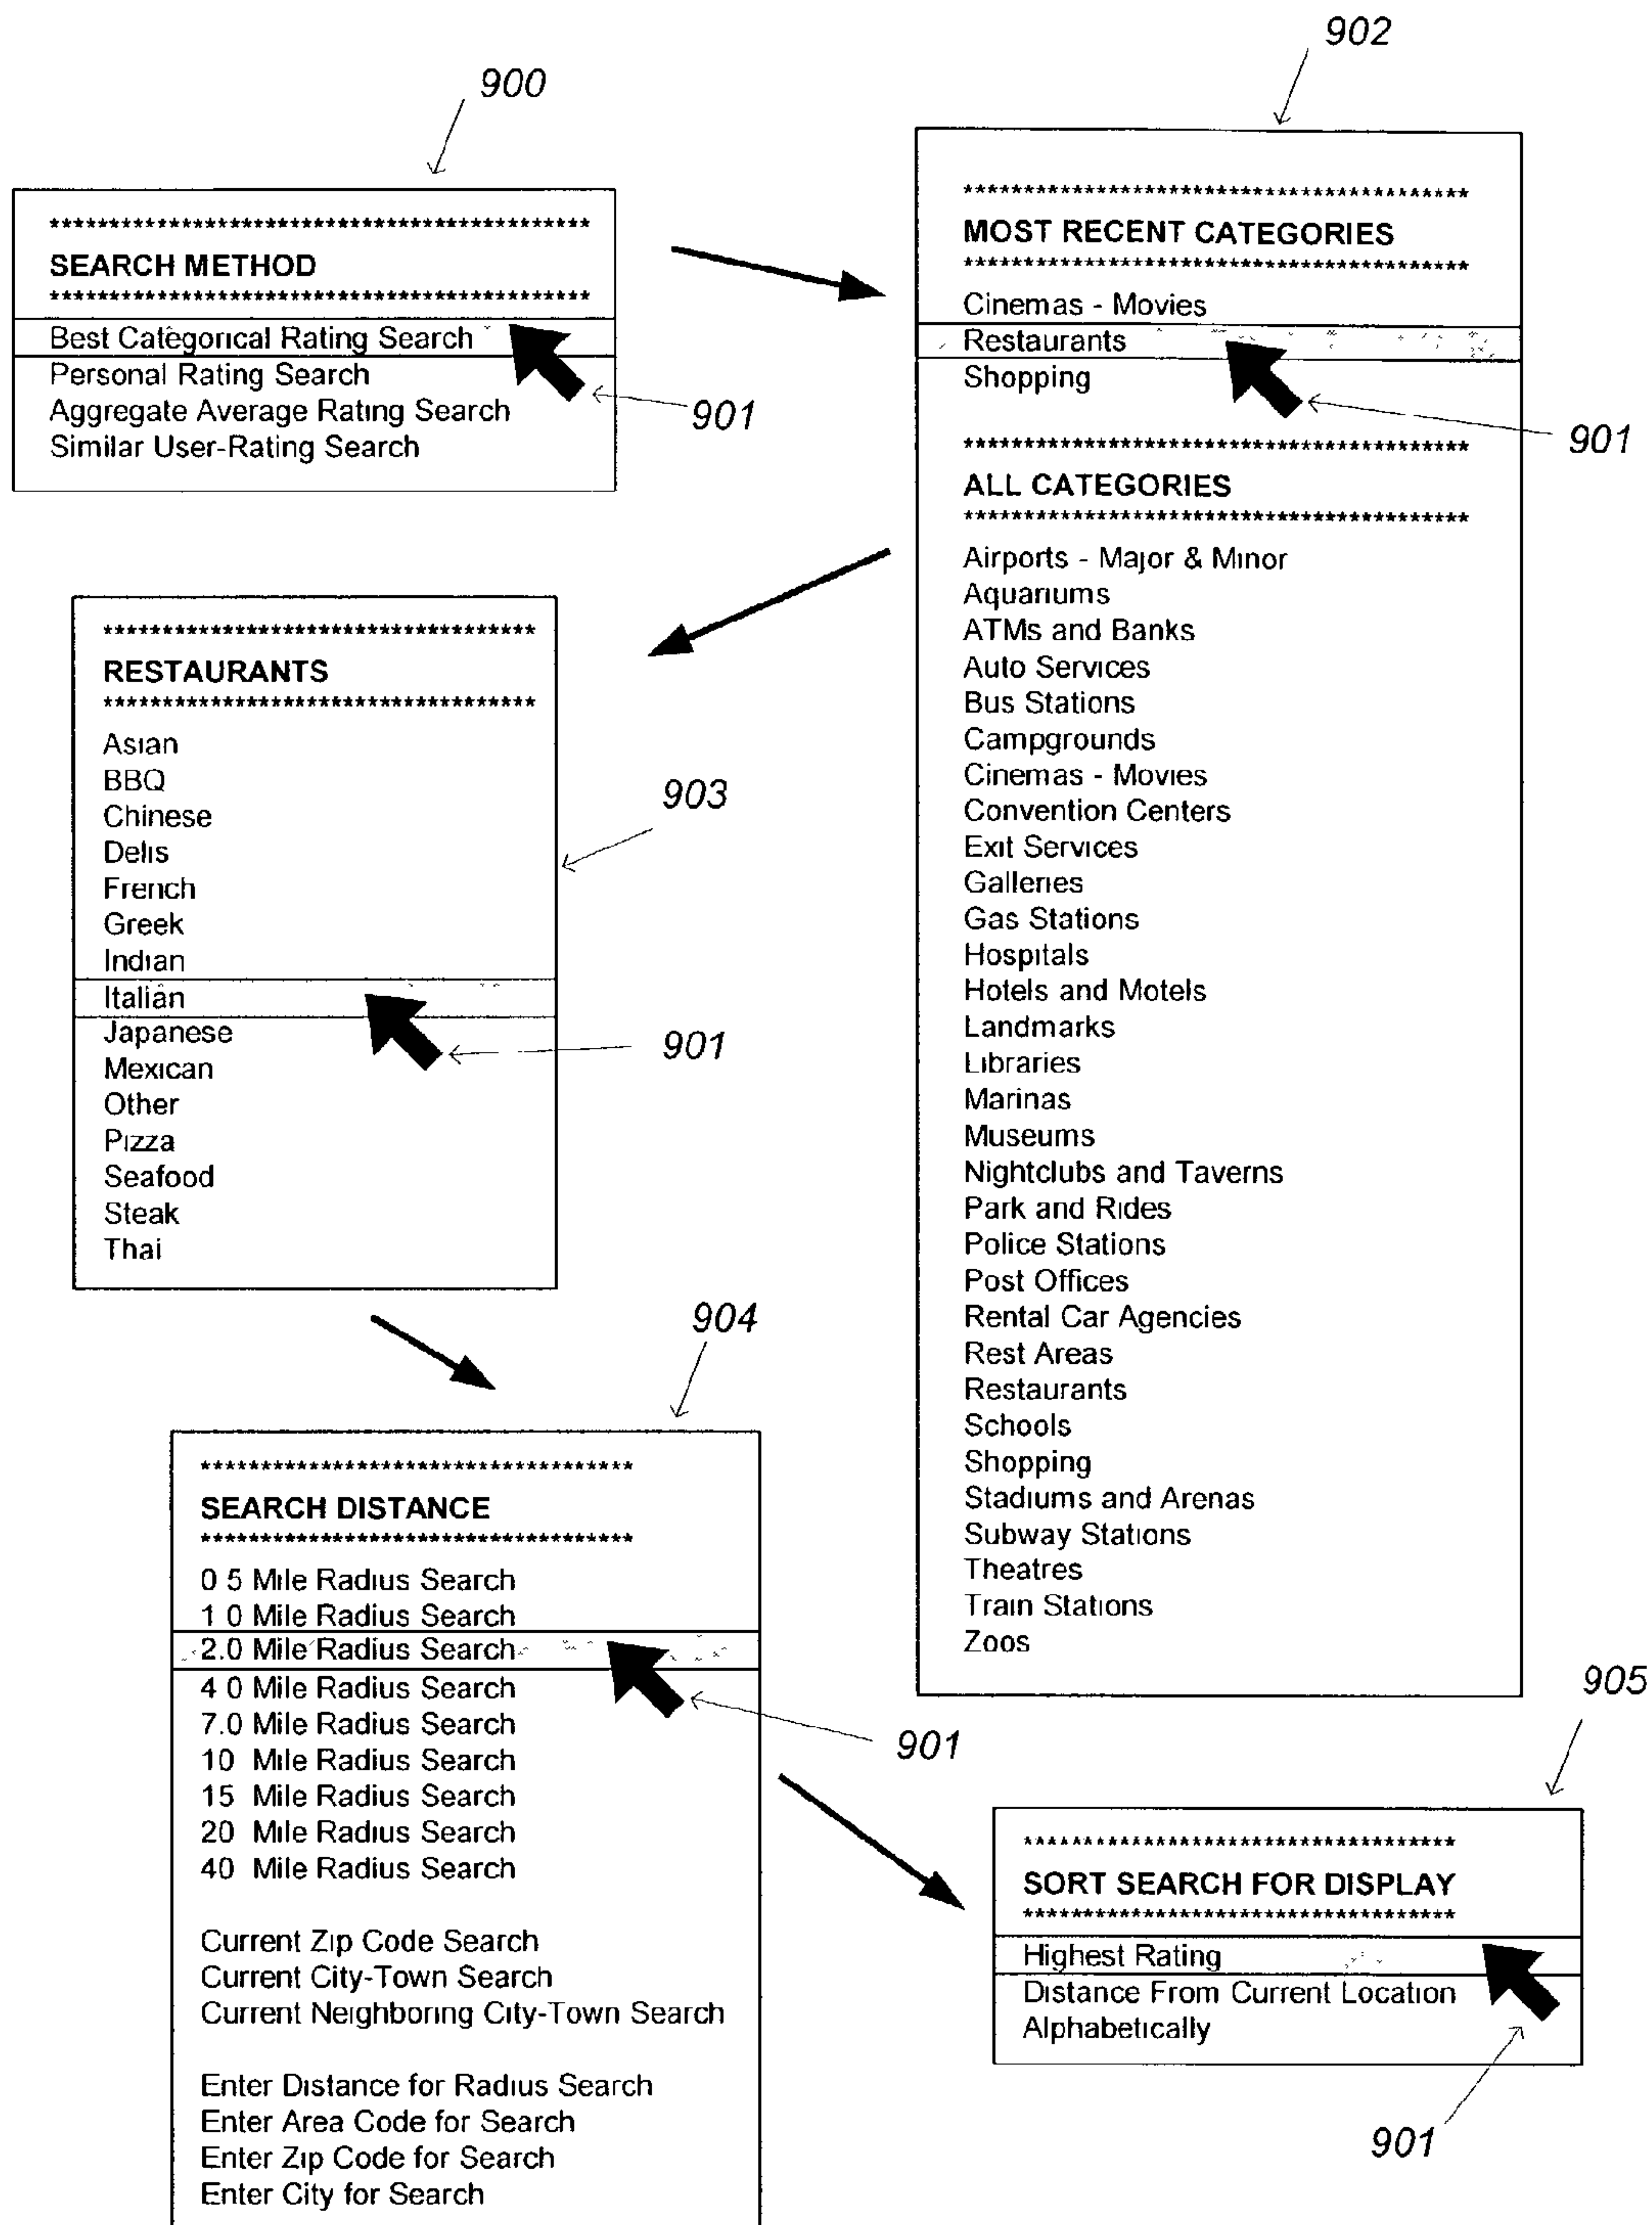 900
*********************************************
SEARCH METHOD
*********************************************
Best Categorical Rating Search
Personal Rating Search
Aggregate Average Rating Search
Similar User-Rating Search
901
902
******************************************
MOST RECENT CATEGORIES
******************************************
Cinemas - Movies
Restaurants
Shopping
901
******************************************
ALL CATEGORIES
******************************************
Airports - Major & Minor
Aquariums
ATMs and Banks
Auto Services
Bus Stations
Campgrounds
Cinemas - Movies
Convention Centers
Exit Services
Galleries
Gas Stations
Hospitals
Hotels and Motels
Landmarks
Libraries
Marinas
Museums
Nightclubs and Taverns
Park and Rides
Police Stations
Post Offices
Rental Car Agencies
Rest Areas
Restaurants
Schools
Shopping
Stadiums and Arenas
Subway Stations
Theatres
Train Stations
Zoos
************************************
RESTAURANTS
************************************
Asian
BBQ
Chinese
Delis
French
Greek
Indian
Italian
Japanese
Mexican
Other
Pizza
Seafood
Steak
Thai
903
901
904
************************************
SEARCH DISTANCE
************************************
0 5 Mile Radius Search
1 0 Mile Radius Search
2.0 Mile Radius Search
4 0 Mile Radius Search
7.0 Mile Radius Search
10 Mile Radius Search
15 Mile Radius Search
20 Mile Radius Search
40 Mile Radius Search
Current Zip Code Search
Current City-Town Search
Current Neighboring City-Town Search
Enter Distance for Radius Search
Enter Area Code for Search
Enter Zip Code for Search
Enter City for Search
901
905
************************************
SORT SEARCH FOR DISPLAY
************************************
Highest Rating
Distance From Current Location
Alphabetically
901